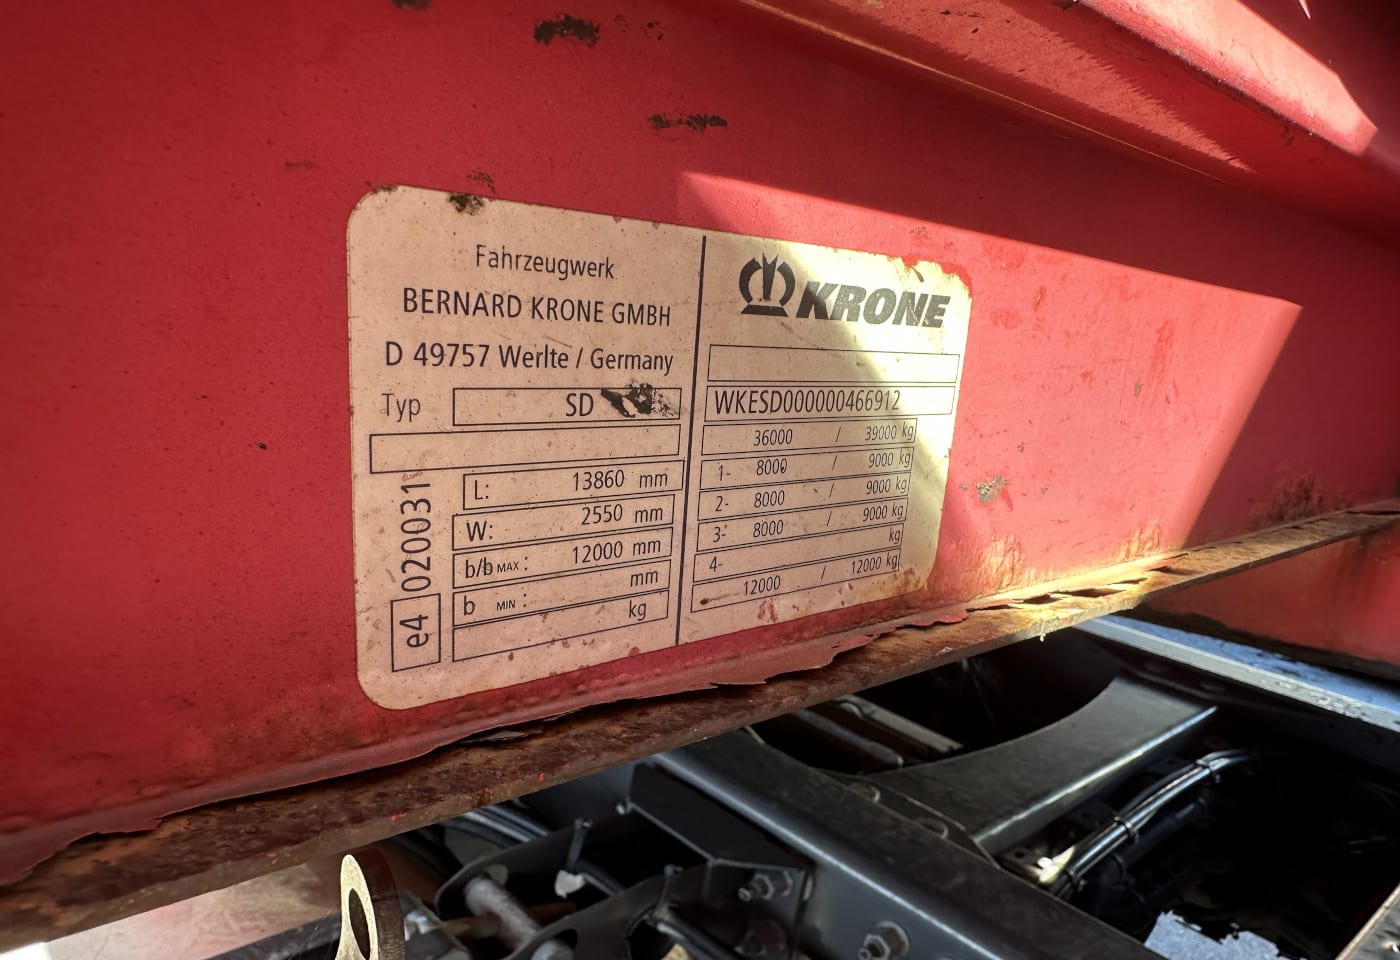 Fahrzeugwerk
BERNARD KRONE GMBH
D 49757 Werlte / Germany
Typ SD
L: 13860 mm
W: 2550 mm
b/b MAX : 12000 mm
b MIN : mm
kg
e4 020031
KRONE
WKESD000000466912
36000 / 39000 kg
1- 8000 / 9000 kg
2- 8000 / 9000 kg
3- 8000 / 9000 kg
4- kg
12000 / 12000 kg